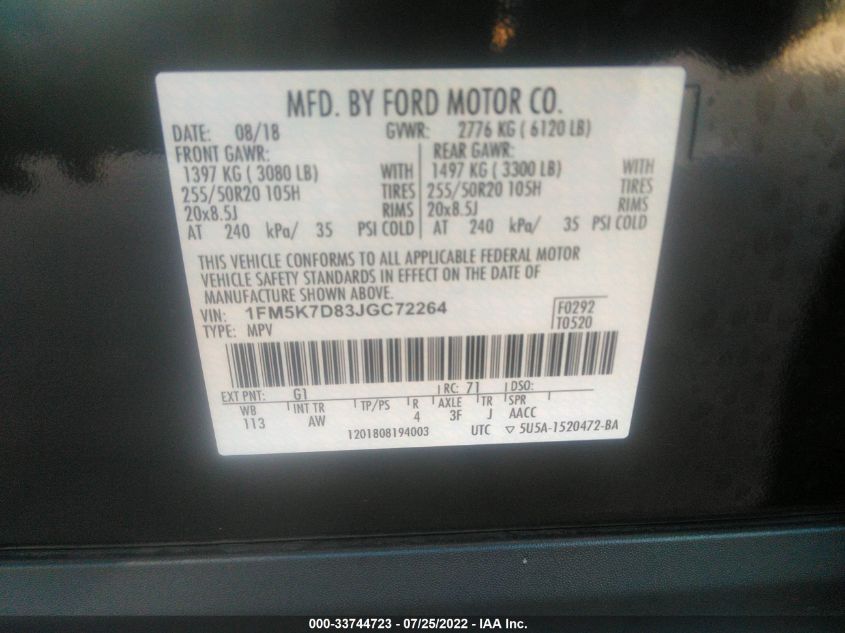 MFD. BY FORD MOTOR CO.
DATE: 08/18 GVWR: 2776 KG ( 6120 LB)
FRONT GAWR: REAR GAWR:
1397 KG ( 3080 LB) WITH 1497 KG ( 3300 LB) WITH
255/50R20 105H TIRES 255/50R20 105H TIRES
20x8.5J RIMS 20x8.5J RIMS
AT 240 kPa/ 35 PSI COLD AT 240 kPa/ 35 PSI COLD
THIS VEHICLE CONFORMS TO ALL APPLICABLE FEDERAL MOTOR
VEHICLE SAFETY STANDARDS IN EFFECT ON THE DATE OF
MANUFACTURE SHOWN ABOVE.
VIN: 1FM5K7D83JGC72264 F0292
TYPE: MPV T0520
EXT PNT: G1 RC: 71 DSO:
WB INT TR TP/PS R AXLE TR SPR
113 AW 4 3F J AACC
1201808194003 UTC ▽ 5U5A-1520472-BA
000-33744723 - 07/25/2022 - IAA Inc.